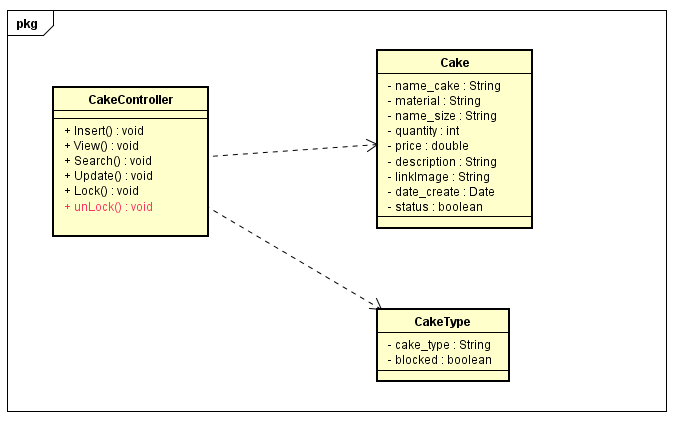 pkg
CakeController
+ Insert() : void
+ View() : void
+ Search() : void
+ Update() : void
+ Lock() : void
+ unLock() : void
Cake
- name_cake : String
- material : String
- name_size : String
- quantity : int
- price : double
- description : String
- linkImage : String
- date_create : Date
- status : boolean
CakeType
- cake_type : String
- blocked : boolean